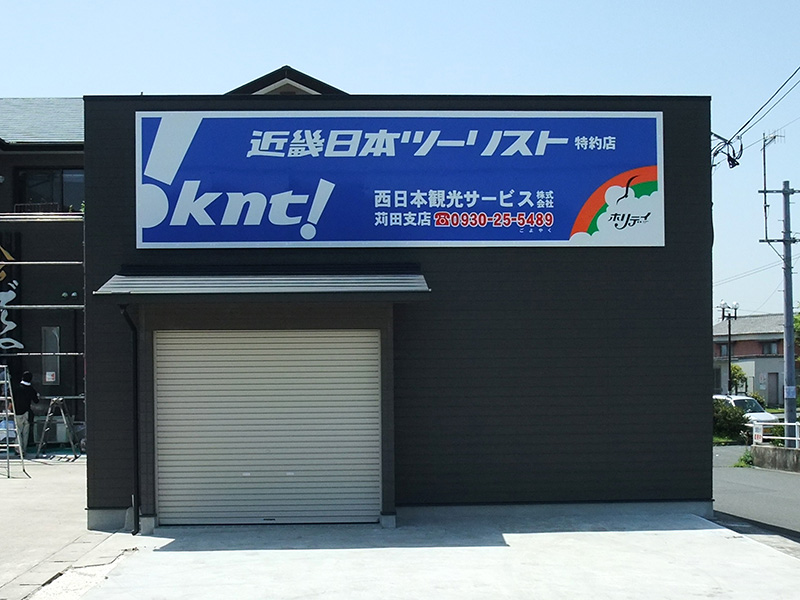 近畿日本ツーリスト 特約店
knt!
西日本観光サービス 株式会社
苅田支店 ☎0930-25-5489
ごよやく
ホリデイ